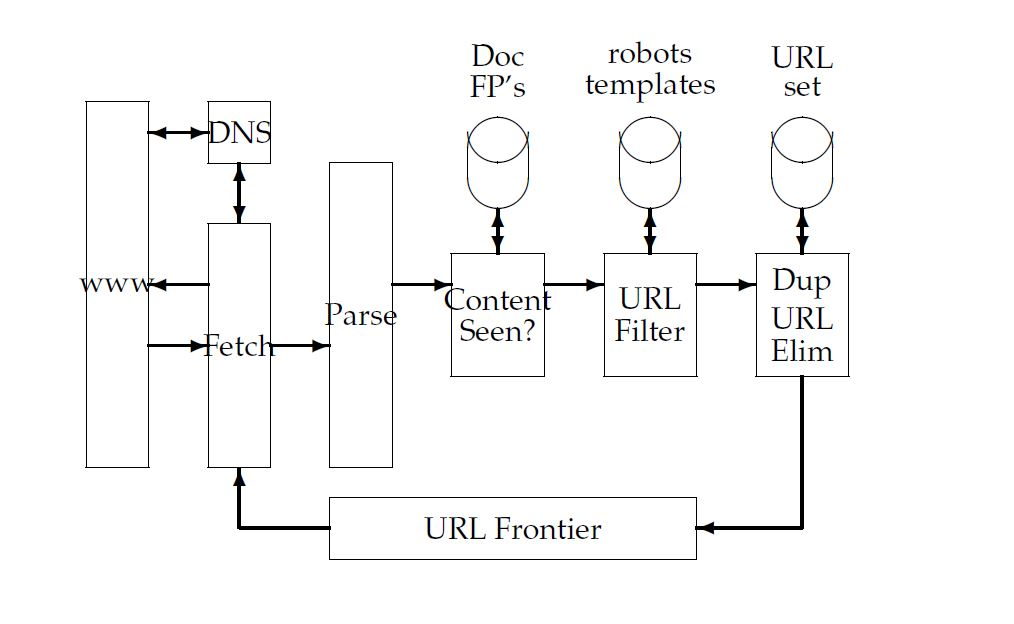 Doc
FP's
robots
templates
URL
set
DNS
www
Fetch
Parse
Content
Seen?
URL
Filter
Dup
URL
Elim
URL Frontier